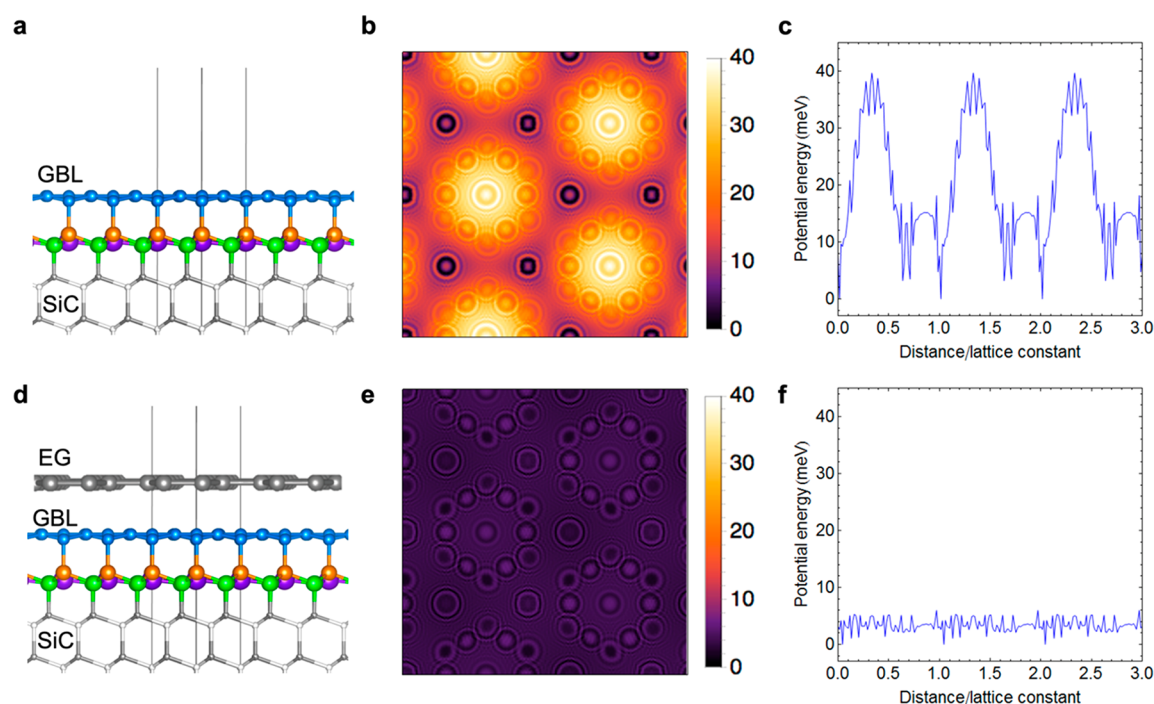 a
GBL
SiC
b
40
30
20
10
0
c
Potential energy (meV)
40
30
20
10
0
0.0 0.5 1.0 1.5 2.0 2.5 3.0
Distance/lattice constant
d
EG
GBL
SiC
e
40
30
20
10
0
f
Potential energy (meV)
40
30
20
10
0
0.0 0.5 1.0 1.5 2.0 2.5 3.0
Distance/lattice constant